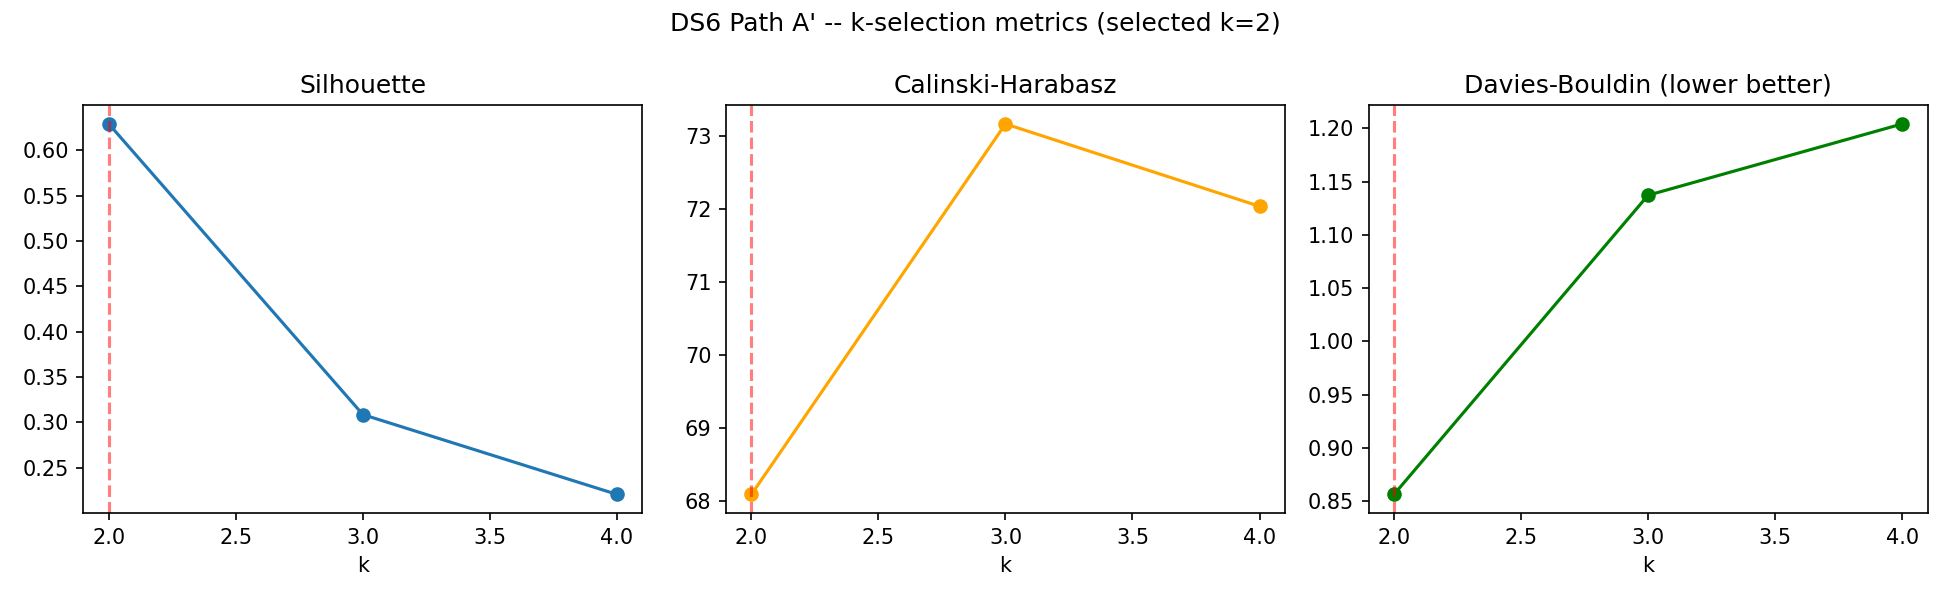 DS6 Path A' -- k-selection metrics (selected k=2)
Silhouette
0.60
0.55
0.50
0.45
0.40
0.35
0.30
0.25
2.0 2.5 3.0 3.5 4.0
k
Calinski-Harabasz
73
72
71
70
69
68
2.0 2.5 3.0 3.5 4.0
k
Davies-Bouldin (lower better)
1.20
1.15
1.10
1.05
1.00
0.95
0.90
0.85
2.0 2.5 3.0 3.5 4.0
k